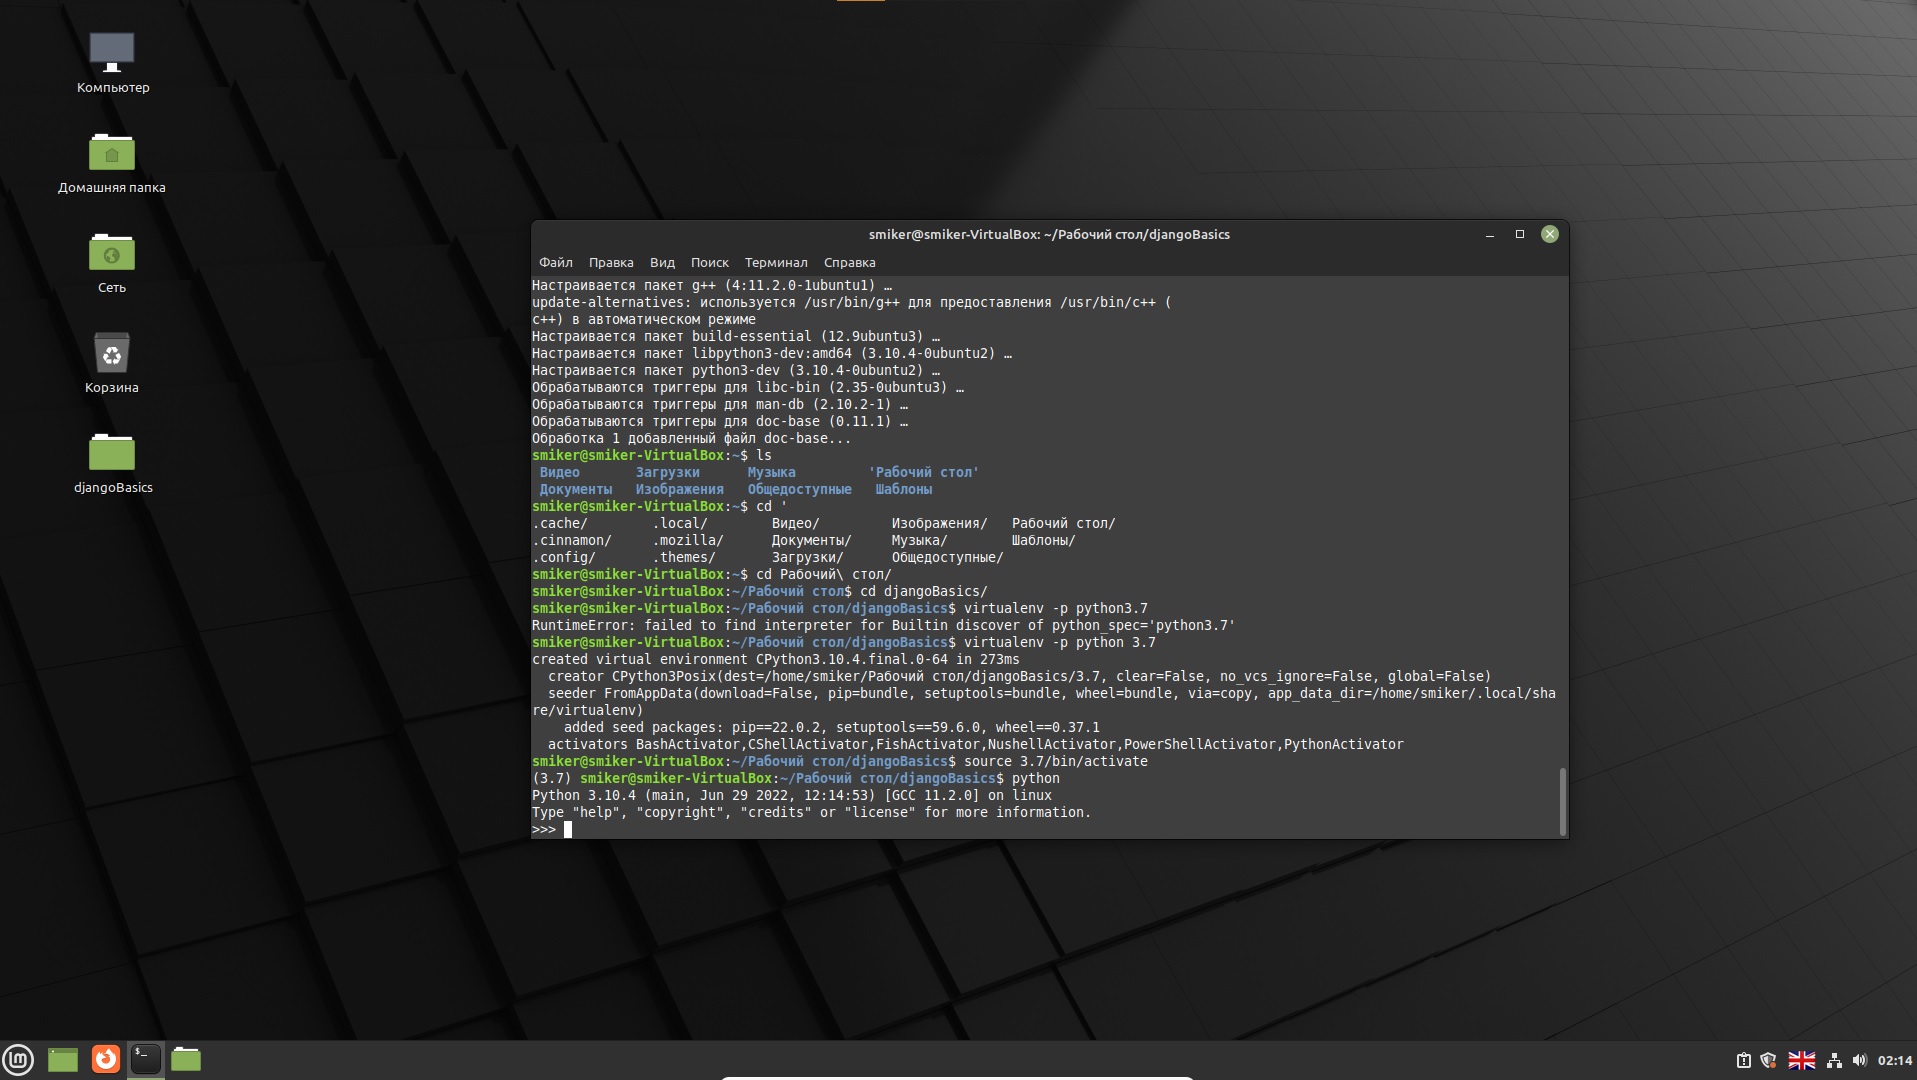 Компьютер
Домашняя папка
Сеть
Корзина
djangoBasics
smiker@smiker-VirtualBox: ~/Рабочий стол/djangoBasics
Файл Правка Вид Поиск Терминал Справка
Настраивается пакет g++ (4:11.2.0-1ubuntu1) …
update-alternatives: используется /usr/bin/g++ для предоставления /usr/bin/c++ (
c++) в автоматическом режиме
Настраивается пакет build-essential (12.9ubuntu3) …
Настраивается пакет libpython3-dev:amd64 (3.10.4-0ubuntu2) …
Настраивается пакет python3-dev (3.10.4-0ubuntu2) …
Обрабатываются триггеры для libc-bin (2.35-0ubuntu3) …
Обрабатываются триггеры для man-db (2.10.2-1) …
Обрабатываются триггеры для doc-base (0.11.1) …
Обработка 1 добавленный файл doc-base...
smiker@smiker-VirtualBox:~$ ls
Видео Загрузки Музыка 'Рабочий стол'
Документы Изображения Общедоступные Шаблоны
smiker@smiker-VirtualBox:~$ cd '
.cache/ .local/ Видео/ Изображения/ Рабочий стол/
.cinnamon/ .mozilla/ Документы/ Музыка/ Шаблоны/
.config/ .themes/ Загрузки/ Общедоступные/
smiker@smiker-VirtualBox:~$ cd Рабочий\ стол/
smiker@smiker-VirtualBox:~/Рабочий стол$ cd djangoBasics/
smiker@smiker-VirtualBox:~/Рабочий стол/djangoBasics$ virtualenv -p python3.7
RuntimeError: failed to find interpreter for Builtin discover of python_spec='python3.7'
smiker@smiker-VirtualBox:~/Рабочий стол/djangoBasics$ virtualenv -p python 3.7
created virtual environment CPython3.10.4.final.0-64 in 273ms
creator CPython3Posix(dest=/home/smiker/Рабочий стол/djangoBasics/3.7, clear=False, no_vcs_ignore=False, global=False)
seeder FromAppData(download=False, pip=bundle, setuptools=bundle, wheel=bundle, via=copy, app_data_dir=/home/smiker/.local/sha
re/virtualenv)
added seed packages: pip==22.0.2, setuptools==59.6.0, wheel==0.37.1
activators BashActivator,CShellActivator,FishActivator,NushellActivator,PowerShellActivator,PythonActivator
smiker@smiker-VirtualBox:~/Рабочий стол/djangoBasics$ source 3.7/bin/activate
(3.7) smiker@smiker-VirtualBox:~/Рабочий стол/djangoBasics$ python
Python 3.10.4 (main, Jun 29 2022, 12:14:53) [GCC 11.2.0] on linux
Type "help", "copyright", "credits" or "license" for more information.
>>>
02:14